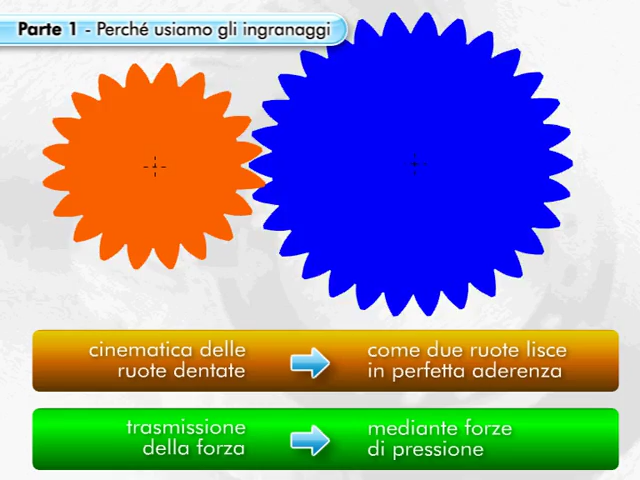 Parte 1 - Perché usiamo gli ingranaggi
cinematica delle
ruote dentate
come due ruote lisce
in perfetta aderenza
trasmissione
della forza
mediante forze
di pressione